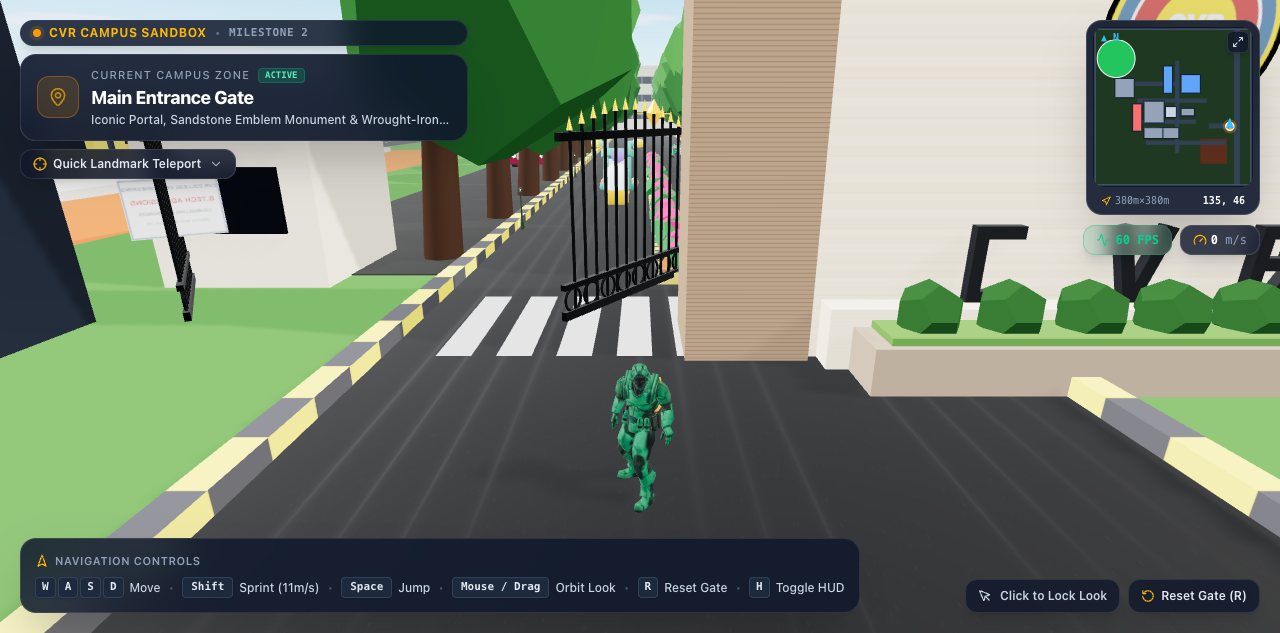 CVR CAMPUS SANDBOX • MILESTONE 2
CURRENT CAMPUS ZONE ACTIVE
Main Entrance Gate
Iconic Portal, Sandstone Emblem Monument & Wrought-Iron...
Quick Landmark Teleport
N
380m×380m 135, 46
60 FPS
0 m/s
NAVIGATION CONTROLS
W A S D Move • Shift Sprint (11m/s) • Space Jump • Mouse / Drag Orbit Look • R Reset Gate • H Toggle HUD
Click to Lock Look
Reset Gate (R)